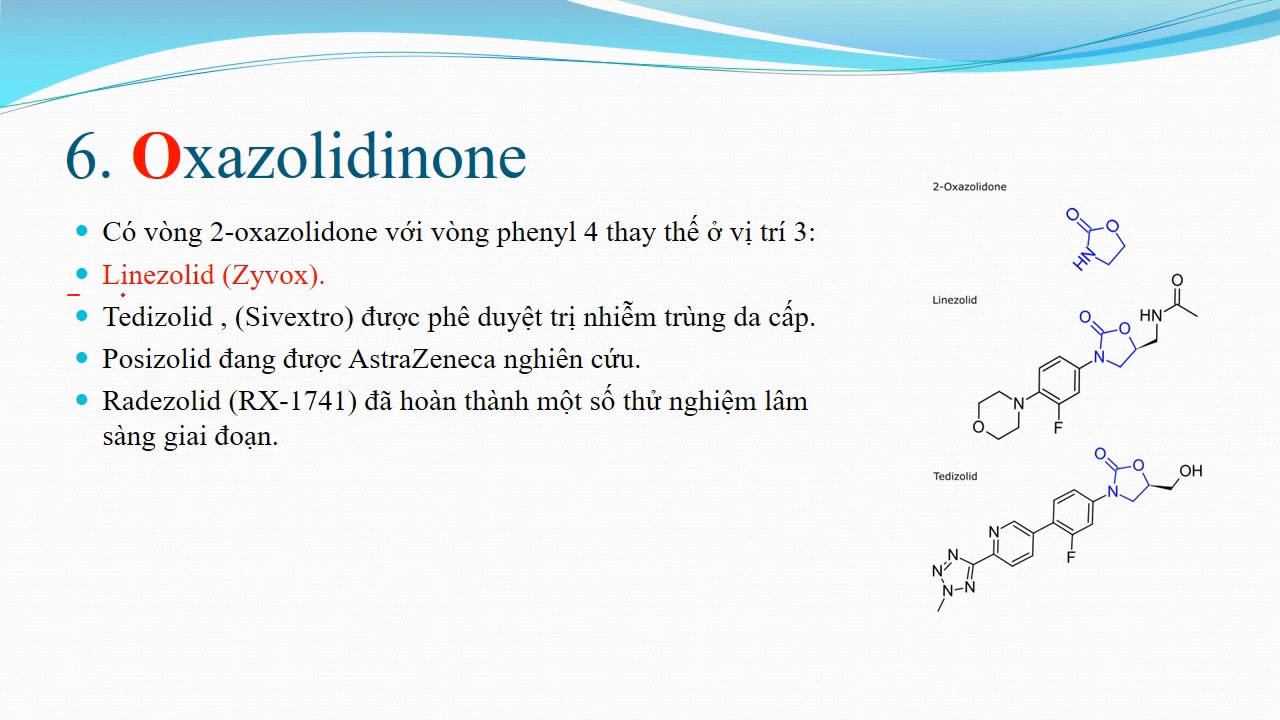 6. Oxazolidinone
Có vòng 2-oxazolidone với vòng phenyl 4 thay thế ở vị trí 3:
Linezolid (Zyvox).
Tedizolid , (Sivextro) được phê duyệt trị nhiễm trùng da cấp.
Posizolid đang được AstraZeneca nghiên cứu.
Radezolid (RX-1741) đã hoàn thành một số thử nghiệm lâm
sàng giai đoạn.
2-Oxazolidone
O
O
HN
Linezolid
O
HN
O
O
N
N
O
F
Tedizolid
O
O
OH
N
N
F
N
N
N
N
N